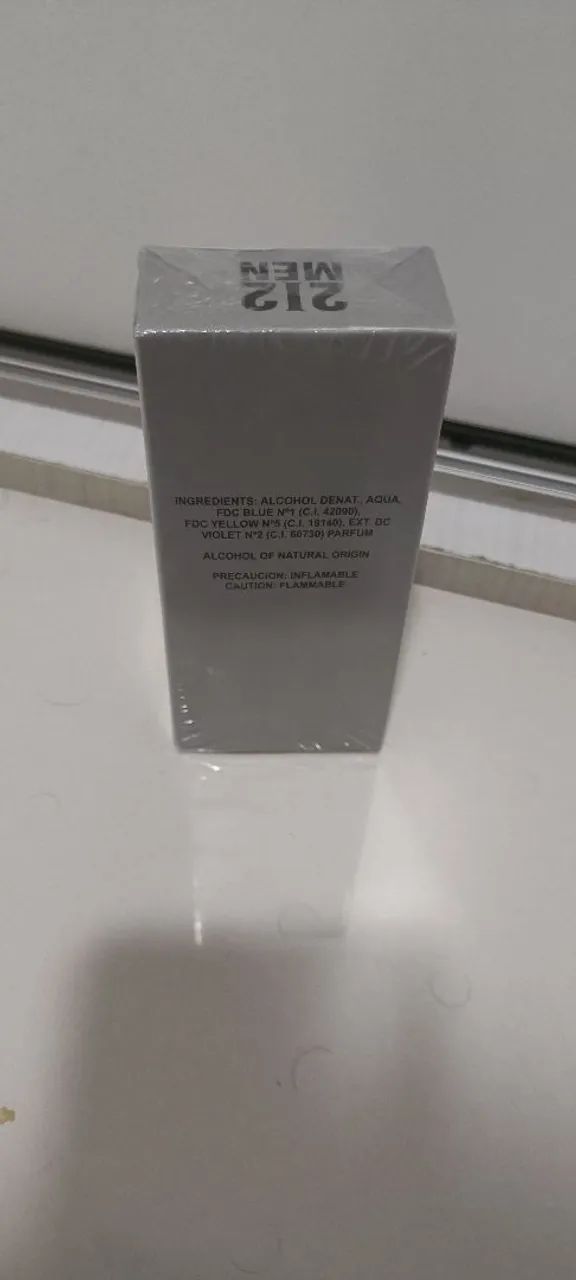 212
MEN
INGREDIENTS: ALCOHOL DENAT., AQUA,
FDC BLUE Nº1 (C.I. 42090),
FDC YELLOW Nº5 (C.I. 19140), EXT. DC
VIOLET Nº2 (C.I. 60730) PARFUM
ALCOHOL OF NATURAL ORIGIN
PRECAUCION: INFLAMABLE
CAUTION: FLAMMABLE